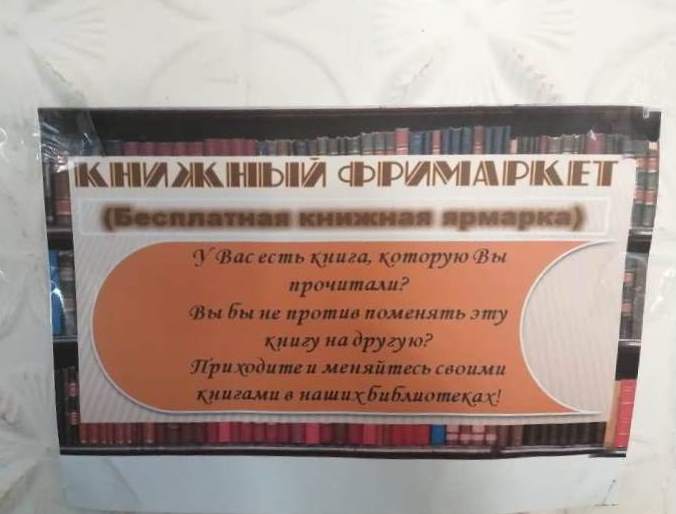 КНИЖНЫЙ ФРИМАРКЕТ
(Бесплатная книжная ярмарка)
У Вас есть книга, которую Вы
прочитали?
Вы бы не против поменять эту
книгу на другую?
Приходите и меняйтесь своими
книгами в наших библиотеках!